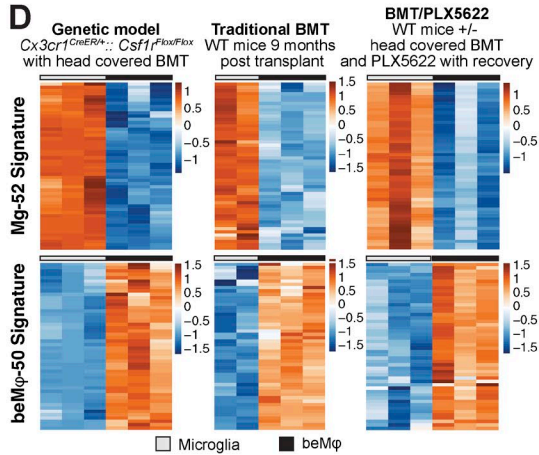 D
Genetic model
Cx3cr1CreER/+:: Csf1rFlox/Flox
with head covered BMT
Traditional BMT
WT mice 9 months
post transplant
BMT/PLX5622
WT mice +/-
head covered BMT
and PLX5622 with recovery
Mg-52 Signature
1
0.5
0
−0.5
−1
1.5
1
0.5
0
−0.5
−1.5
1
0.5
0
−0.5
−1
beMφ-50 Signature
1.5
1
0.5
0
−0.5
−1
−1.5
1.5
1
0.5
0
−0.5
−1.5
1.5
1
0.5
0
−0.5
−1
−1.5
Microglia
beMφ